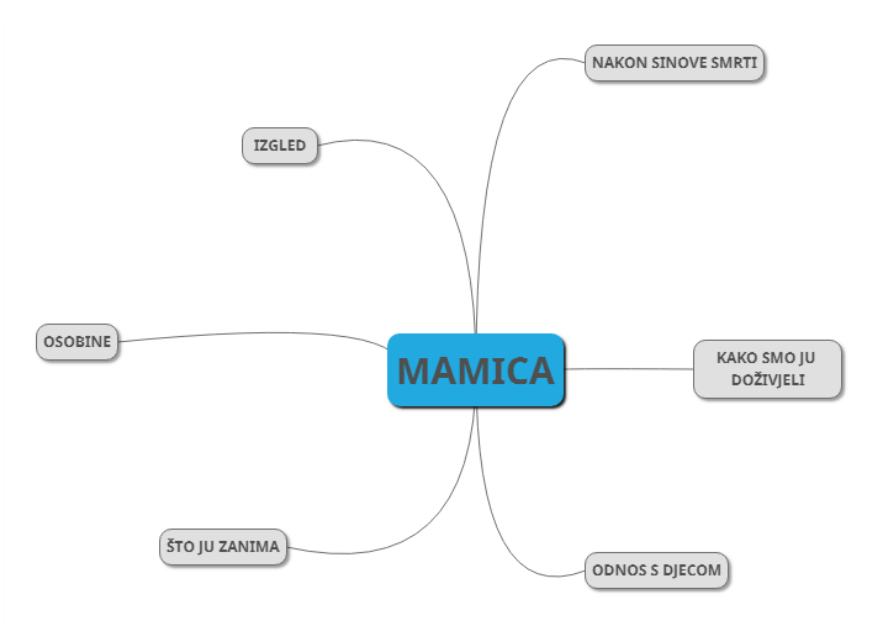 NAKON SINOVE SMRTI
IZGLED
OSOBINE
MAMICA
KAKO SMO JU
DOŽIVJELI
ŠTO JU ZANIMA
ODNOS S DJECOM